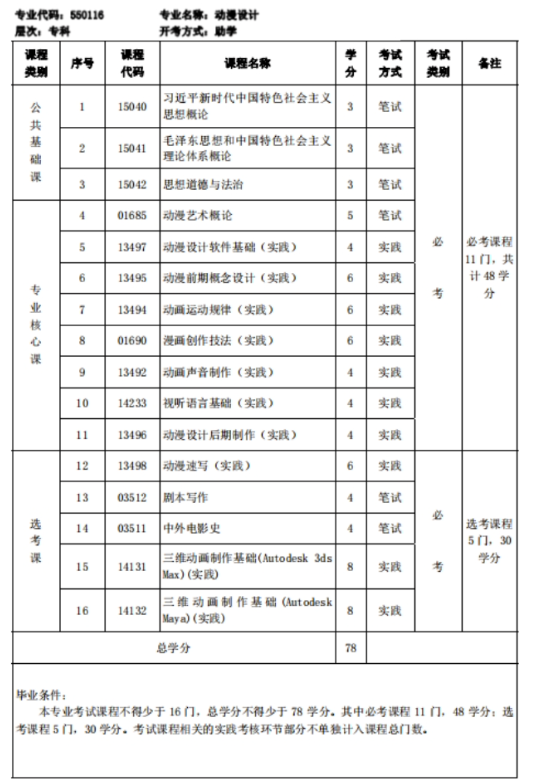 专业代码：550116 专业名称：动漫设计
层次：专科 开考方式：助学
课程类别 序号 课程代码 课程名称 学分 考试方式 考试类别 备注
公共基础课
1 15040 习近平新时代中国特色社会主义思想概论 3 笔试
2 15041 毛泽东思想和中国特色社会主义理论体系概论 3 笔试
3 15042 思想道德与法治 3 笔试
专业核心课
4 01685 动漫艺术概论 5 笔试
5 13497 动漫设计软件基础（实践） 4 实践
6 13495 动漫前期概念设计（实践） 6 实践
7 13494 动画运动规律（实践） 6 实践
8 01690 漫画创作技法（实践） 6 实践
9 13492 动画声音制作（实践） 4 实践
10 14233 视听语言基础（实践） 4 实践
11 13496 动漫设计后期制作（实践） 4 实践
必考
必考课程11门，共计48学分
选考课
12 13498 动漫速写（实践） 6 实践
13 03512 剧本写作 4 笔试
14 03511 中外电影史 4 笔试
15 14131 三维动画制作基础(Autodesk 3ds Max)(实践) 8 实践
16 14132 三维动画制作基础(Autodesk Maya)(实践) 8 实践
必考
选考课程5门，30学分
总学分 78
毕业条件：
本专业考试课程不得少于16门，总学分不得少于78学分。其中必考课程11门，48学分；选
考课程5门，30学分。考试课程相关的实践考核环节部分不单独计入课程总门数。